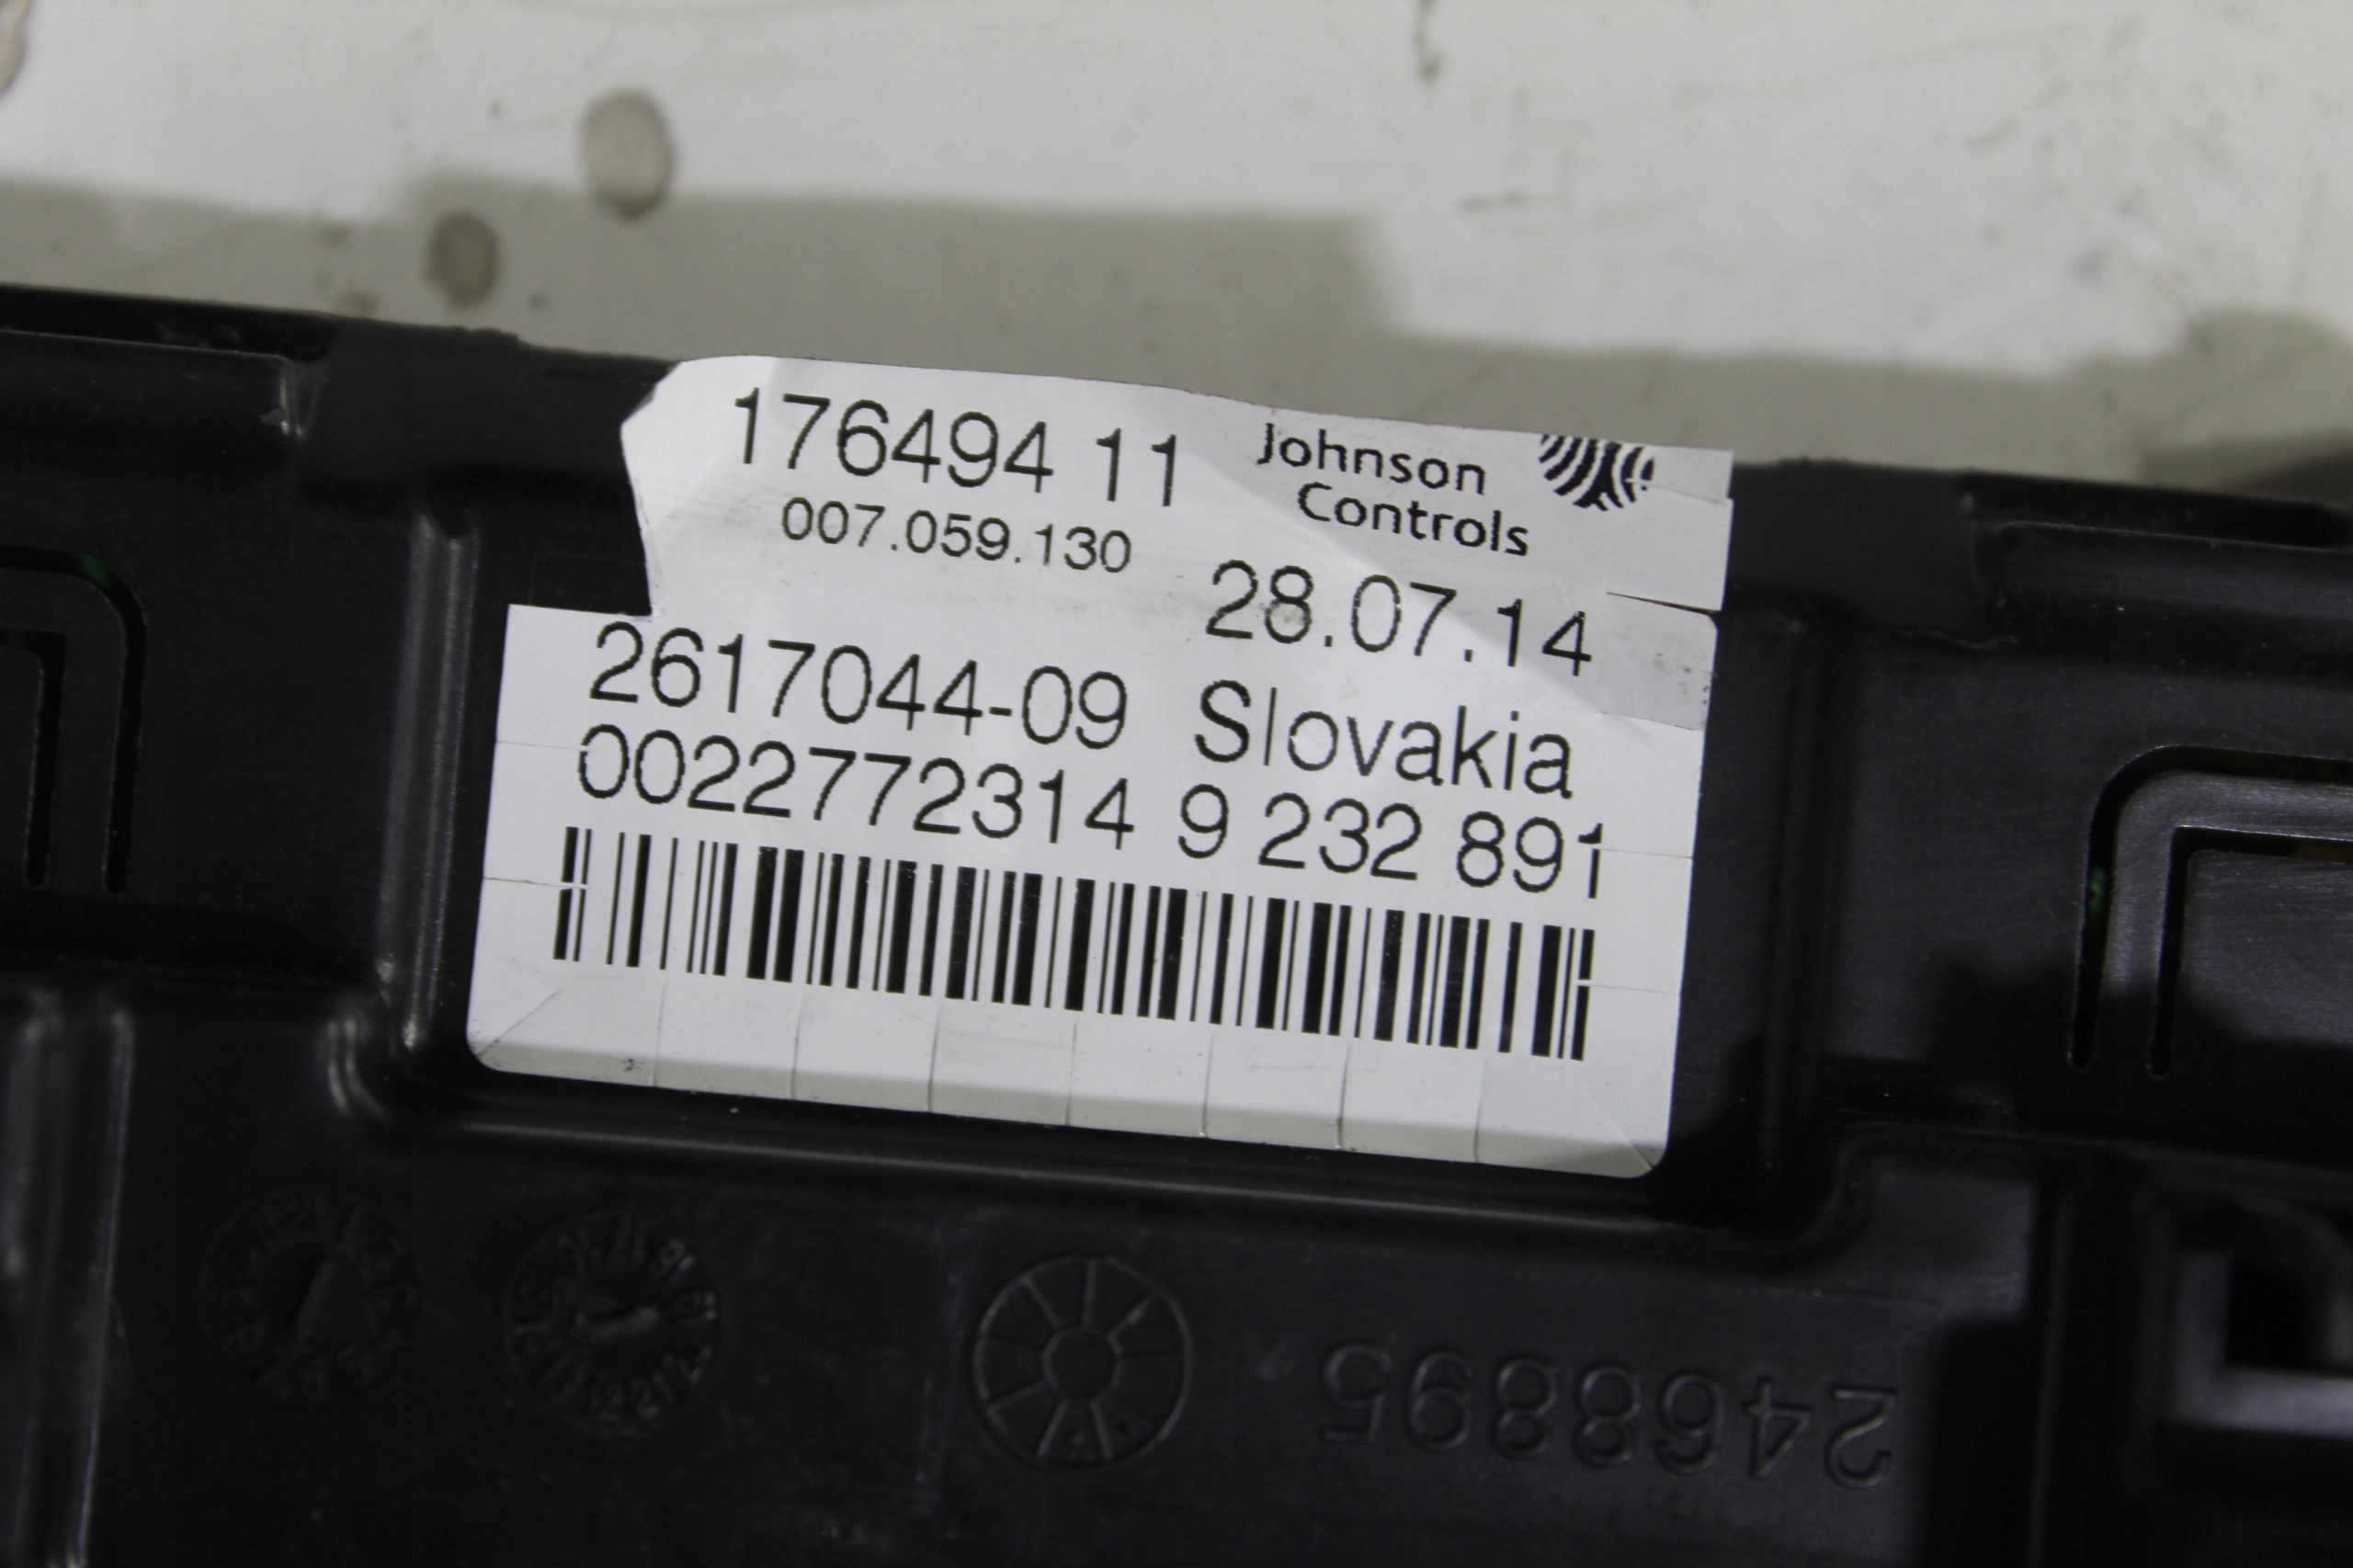 176494 11
Johnson
Controls
007.059.130
28.07.14
2617044-09 Slovakia
0022772314 9 232 891
2468895